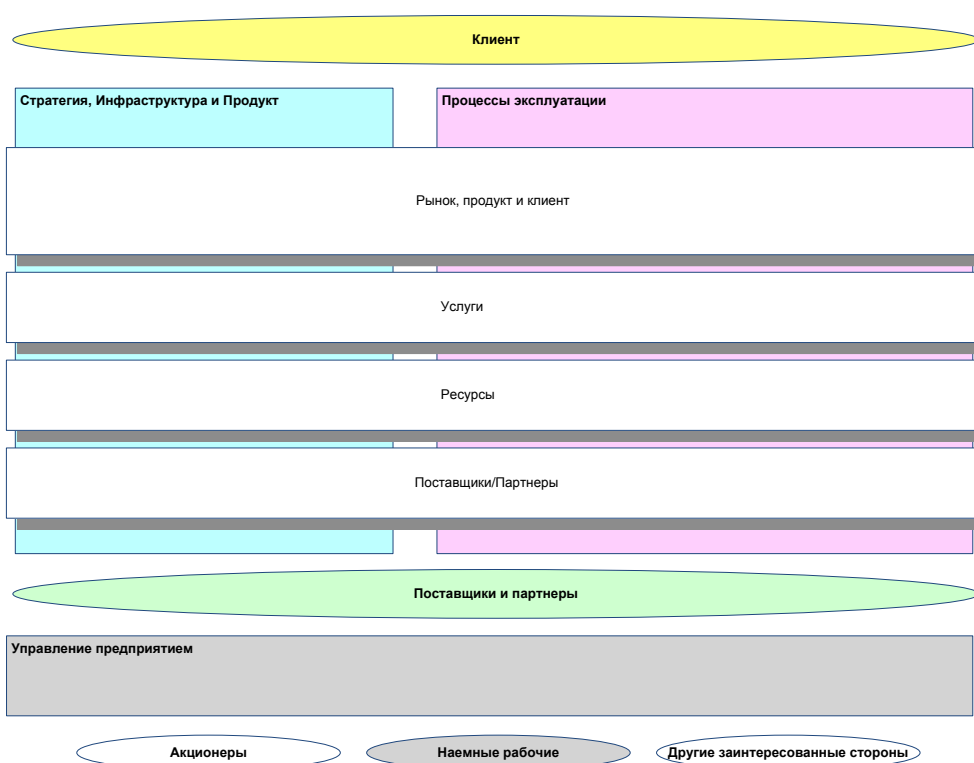 Клиент
Стратегия, Инфраструктура и Продукт
Процессы эксплуатации
Рынок, продукт и клиент
Услуги
Ресурсы
Поставщики/Партнеры
Поставщики и партнеры
Управление предприятием
Акционеры
Наемные рабочие
Другие заинтересованные стороны